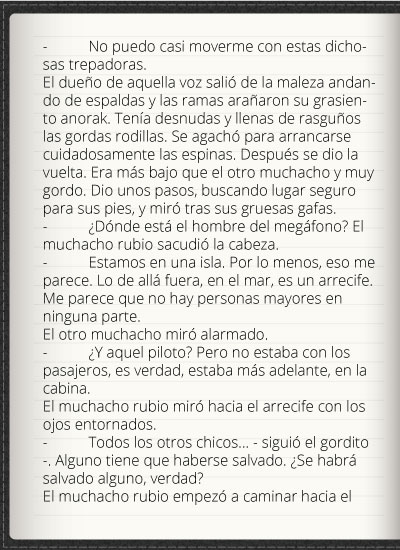 - No puedo casi moverme con estas dicho-
sas trepadoras.
El dueño de aquella voz salió de la maleza andan-
do de espaldas y las ramas arañaron su grasien-
to anorak. Tenía desnudas y llenas de rasguños
las gordas rodillas. Se agachó para arrancarse
cuidadosamente las espinas. Después se dio la
vuelta. Era más bajo que el otro muchacho y muy
gordo. Dio unos pasos, buscando lugar seguro
para sus pies, y miró tras sus gruesas gafas.
- ¿Dónde está el hombre del megáfono? El
muchacho rubio sacudió la cabeza.
- Estamos en una isla. Por lo menos, eso me
parece. Lo de allá fuera, en el mar, es un arrecife.
Me parece que no hay personas mayores en
ninguna parte.
El otro muchacho miró alarmado.
- ¿Y aquel piloto? Pero no estaba con los
pasajeros, es verdad, estaba más adelante, en la
cabina.
El muchacho rubio miró hacia el arrecife con los
ojos entornados.
- Todos los otros chicos... - siguió el gordito
-. Alguno tiene que haberse salvado. ¿Se habrá
salvado alguno, verdad?
El muchacho rubio empezó a caminar hacia el